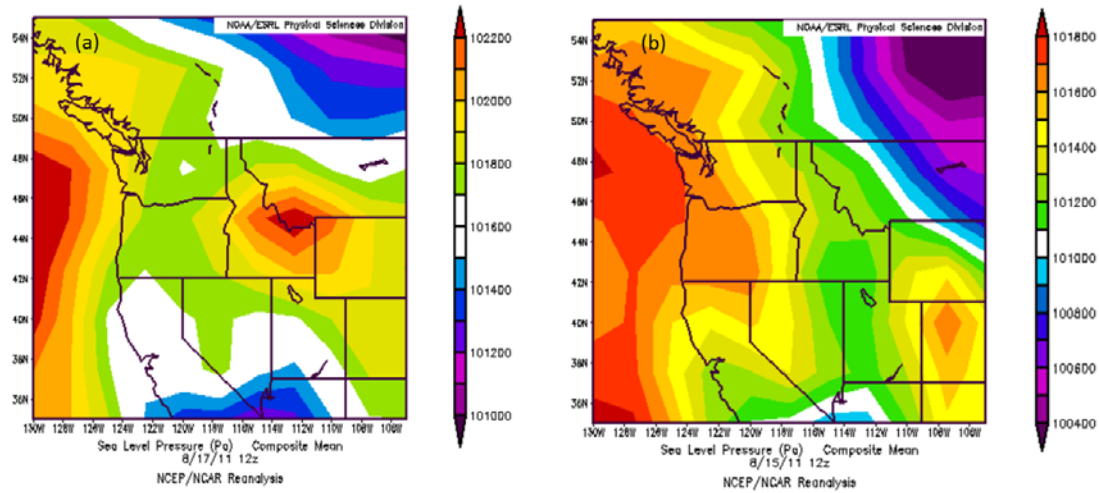 NOAA/ESRL Physical Sciences Division
(a)
54N
52N
50N
48N
46N
44N
42N
40N
38N
36N
130W 128W 126W 124W 122W 120W 118W 116W 114W 112W 110W 108W 106W
Sea Level Pressure (Pa) Composite Mean
8/17/11 12z
NCEP/NCAR Reanalysis
102200
102000
101800
101600
101400
101200
101000
NOAA/ESRL Physical Sciences Division
(b)
54N
52N
50N
48N
46N
44N
42N
40N
38N
36N
130W 128W 126W 124W 122W 120W 118W 116W 114W 112W 110W 108W 106W
Sea Level Pressure (Pa) Composite Mean
8/15/11 12z
NCEP/NCAR Reanalysis
101800
101600
101400
101200
101000
100800
100600
100400